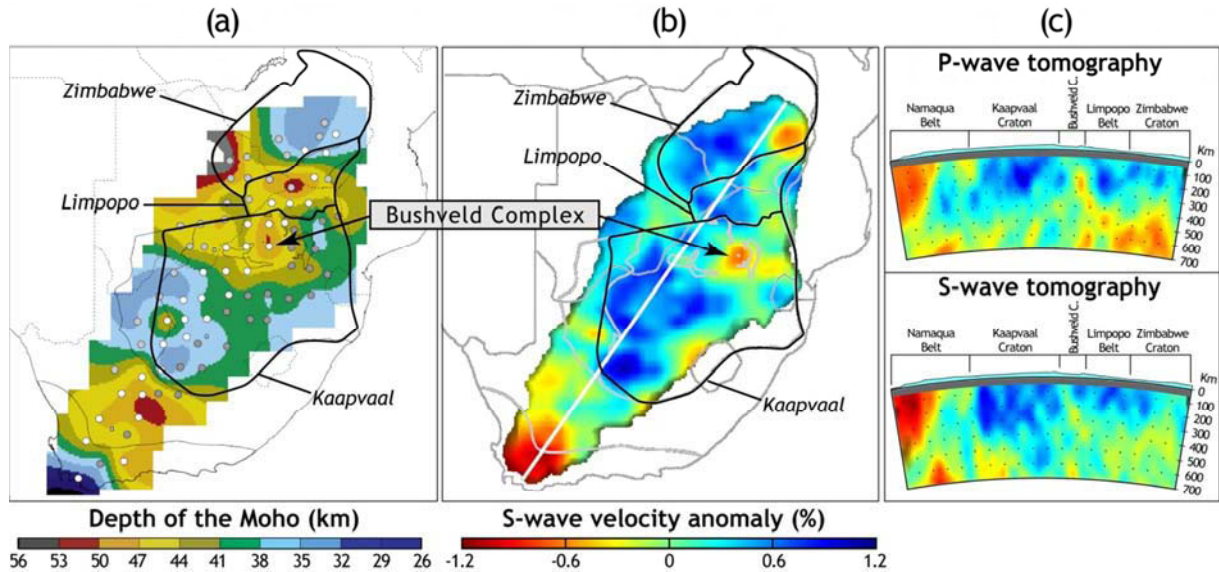 (a)
(b)
(c)
Zimbabwe
Limpopo
Bushveld Complex
Kaapvaal
Depth of the Moho (km)
56 53 50 47 44 41 38 35 32 29 26
Zimbabwe
Limpopo
Kaapvaal
S-wave velocity anomaly (%)
-1.2 -0.6 0 0.6 1.2
P-wave tomography
Namaqua Belt
Kaapvaal Craton
Bushveld C.
Limpopo Belt
Zimbabwe Craton
Km
0
100
200
300
400
500
600
700
S-wave tomography
Namaqua Belt
Kaapvaal Craton
Bushveld C.
Limpopo Belt
Zimbabwe Craton
Km
0
100
200
300
400
500
600
700